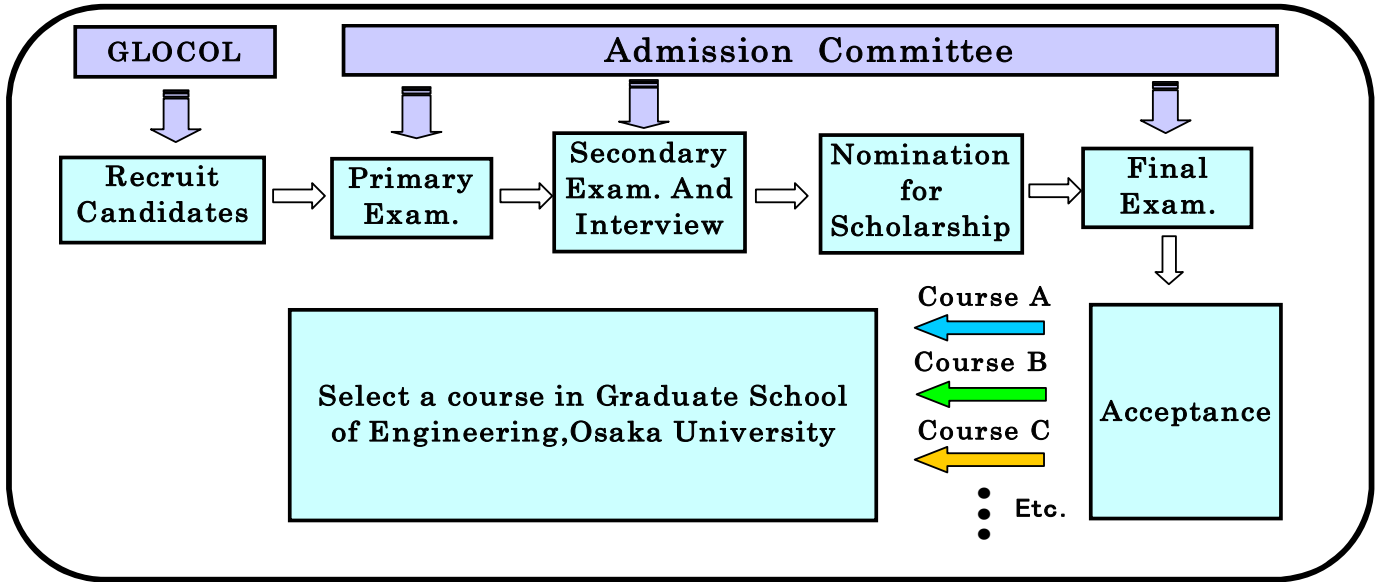 GLOCOL
Admission Committee
Recruit
Candidates
Primary
Exam.
Secondary
Exam. And
Interview
Nomination
for
Scholarship
Final
Exam.
Course A
Course B
Course C
Etc.
Acceptance
Select a course in Graduate School
of Engineering,Osaka University